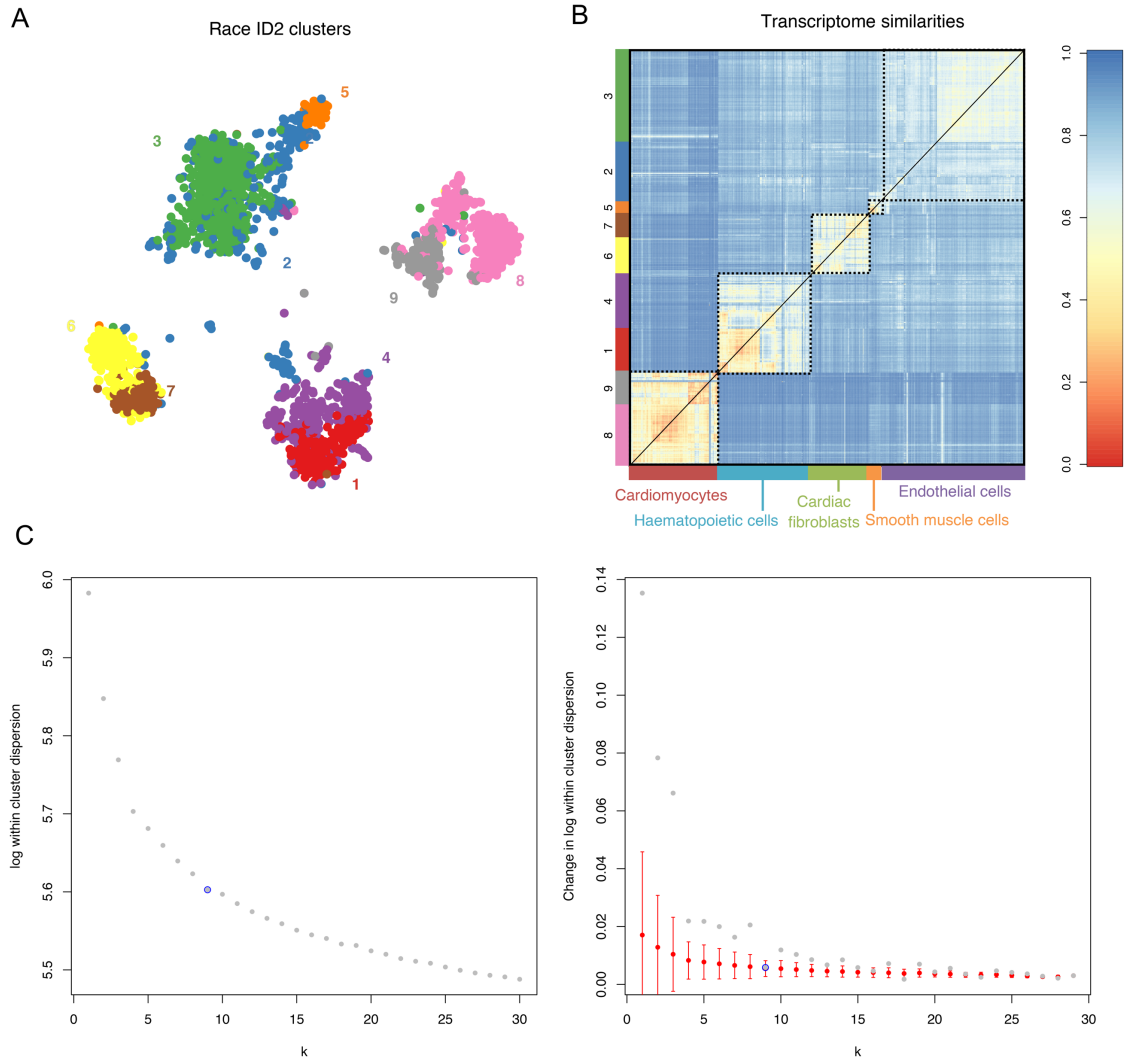 A
Race ID2 clusters
5
3
2
2
8
9
6
7
4
1
B
Transcriptome similarities
3
2
5
7
6
4
1
9
8
1.0
0.8
0.6
0.4
0.2
0.0
Cardiomyocytes
Haematopoietic cells
Cardiac
fibroblasts
Smooth muscle cells
Endothelial cells
C
log within cluster dispersion
6.0
5.9
5.8
5.7
5.6
5.5
0 5 10 15 20 25 30
k
Change in log within cluster dispersion
0.14
0.12
0.10
0.08
0.06
0.04
0.02
0.00
0 5 10 15 20 25 30
k